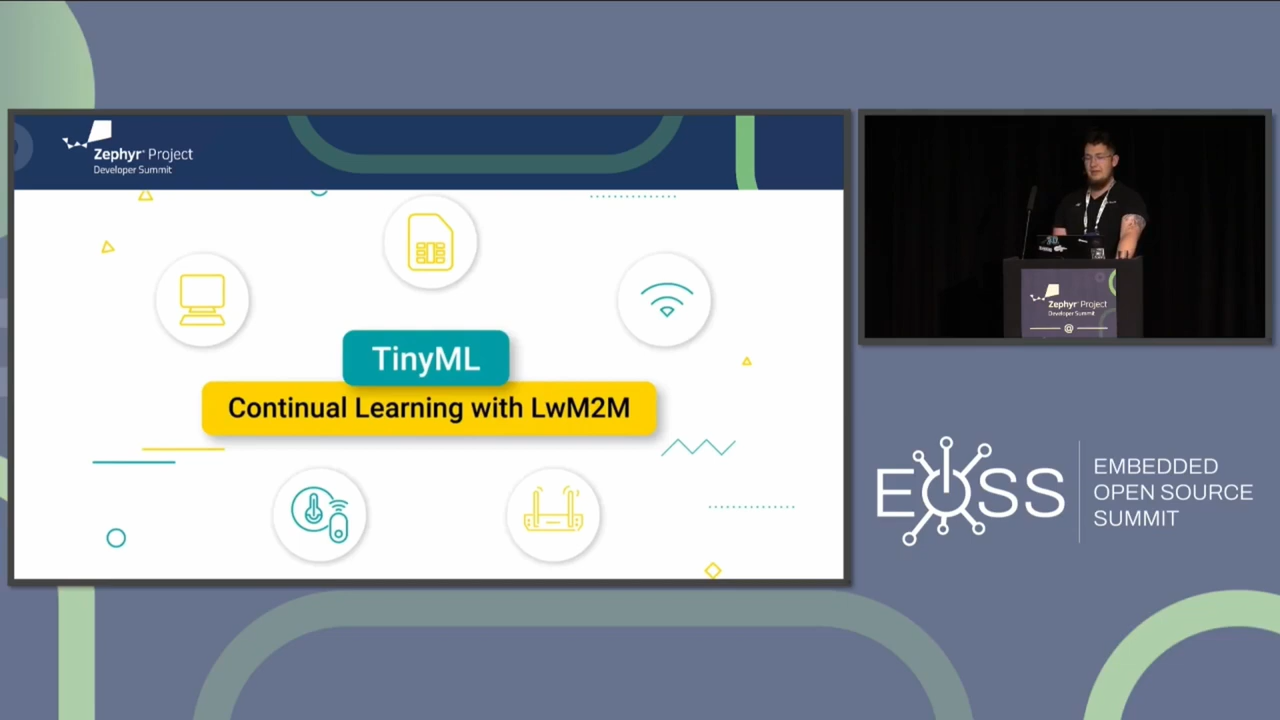 Zephyr® Project
Developer Summit
TinyML
Continual Learning with LwM2M
Zephyr® Project
Developer Summit
@
EOSS
EMBEDDED
OPEN SOURCE
SUMMIT